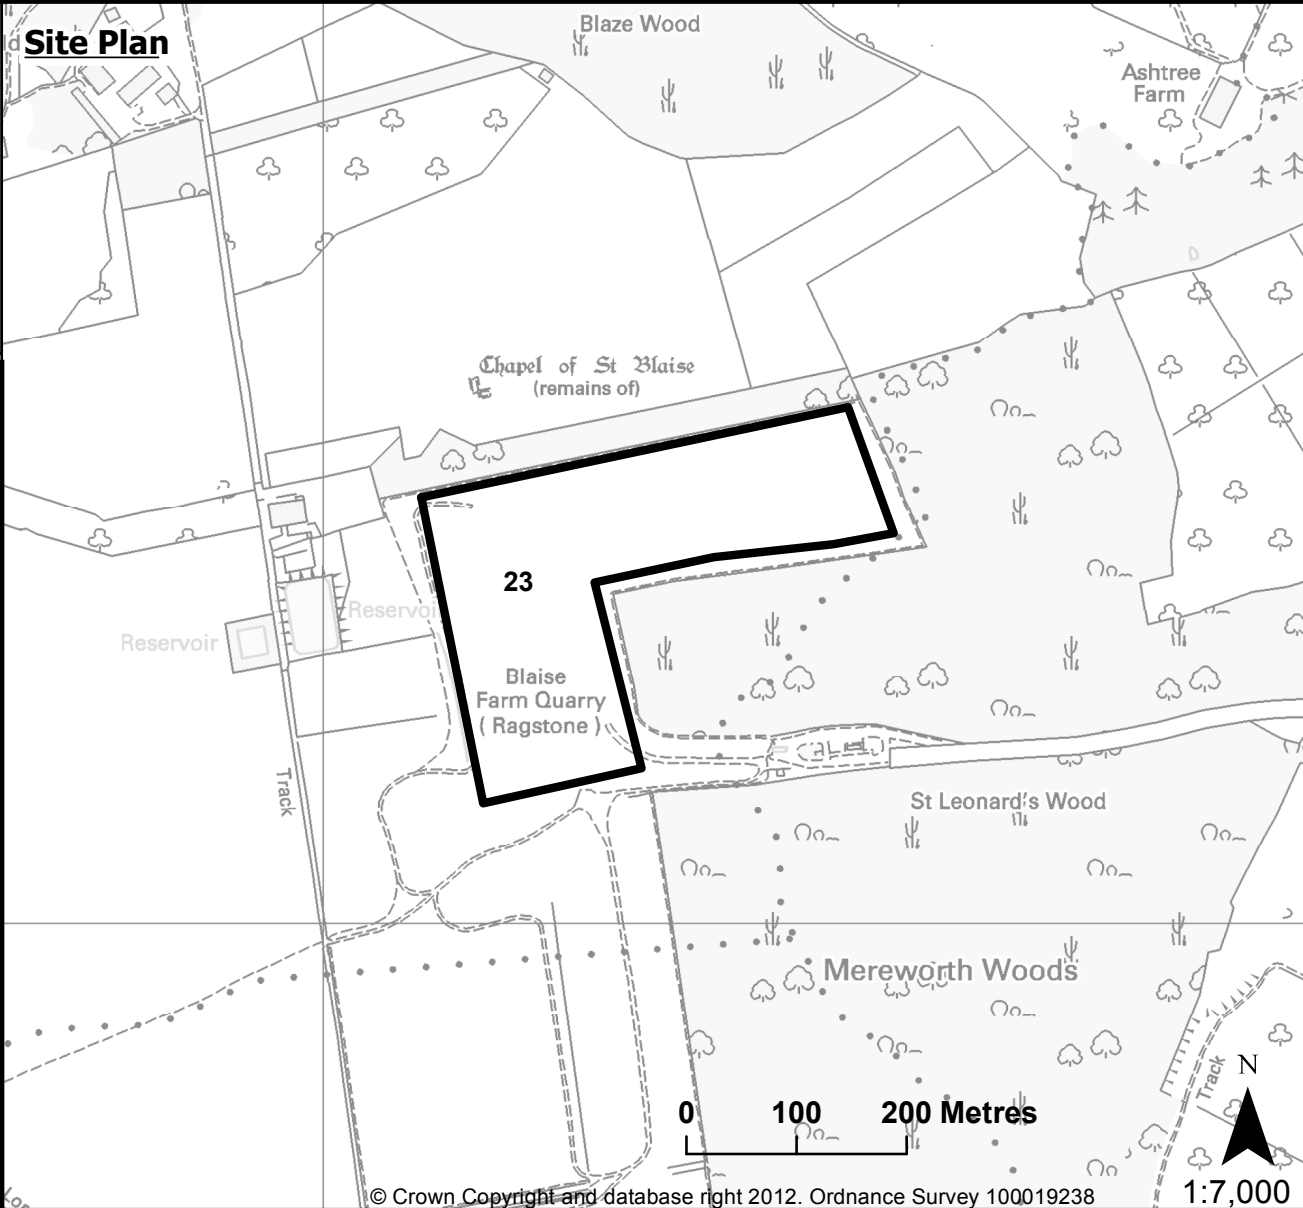 Site Plan
ld
Blaze Wood
Ashtree
Farm
Chapel of St Blaise
(remains of)
23
Reservoi
Reservoir
Blaise
Farm Quarry
( Ragstone )
Track
St Leonard's Wood
Mereworth Woods
Track
N
0 100 200 Metres
1:7,000
© Crown Copyright and database right 2012. Ordnance Survey 100019238